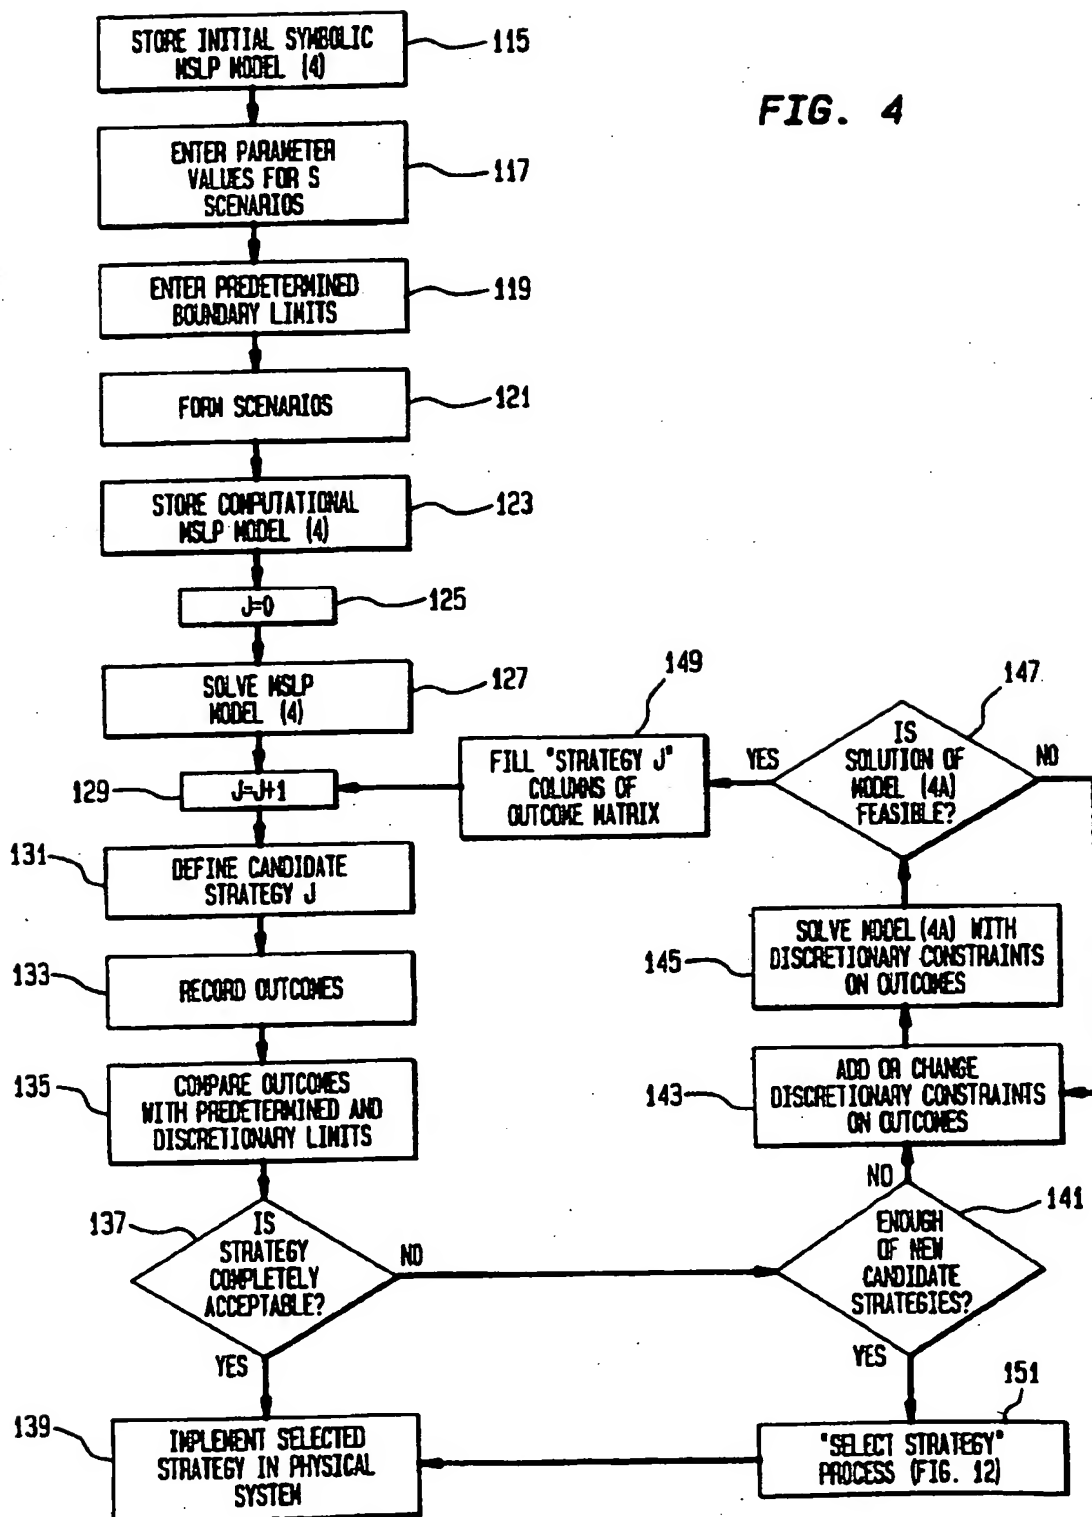 STORE INITIAL SYMBOLIC
MSLP MODEL (4)
115
FIG. 4
ENTER PARAMETER
VALUES FOR S
SCENARIOS
117
ENTER PREDETERMINED
BOUNDARY LIMITS
119
FORM SCENARIOS
121
STORE COMPUTATIONAL
MSLP MODEL (4)
123
J=0
125
SOLVE MSLP
MODEL (4)
127
J=J+1
129
DEFINE CANDIDATE
STRATEGY J
131
RECORD OUTCOMES
133
COMPARE OUTCOMES
WITH PREDETERMINED AND
DISCRETIONARY LIMITS
135
IS
STRATEGY
COMPLETELY
ACCEPTABLE?
137
NO
YES
IMPLEMENT SELECTED
STRATEGY IN PHYSICAL
SYSTEM
139
149
FILL "STRATEGY J"
COLUMNS OF
OUTCOME MATRIX
YES
147
IS
SOLUTION OF
MODEL (4A)
FEASIBLE?
NO
SOLVE MODEL (4A) WITH
DISCRETIONARY CONSTRAINTS
ON OUTCOMES
145
ADD OR CHANGE
DISCRETIONARY CONSTRAINTS
ON OUTCOMES
143
NO
141
ENOUGH
OF NEW
CANDIDATE
STRATEGIES?
YES
151
"SELECT STRATEGY"
PROCESS (FIG. 12)